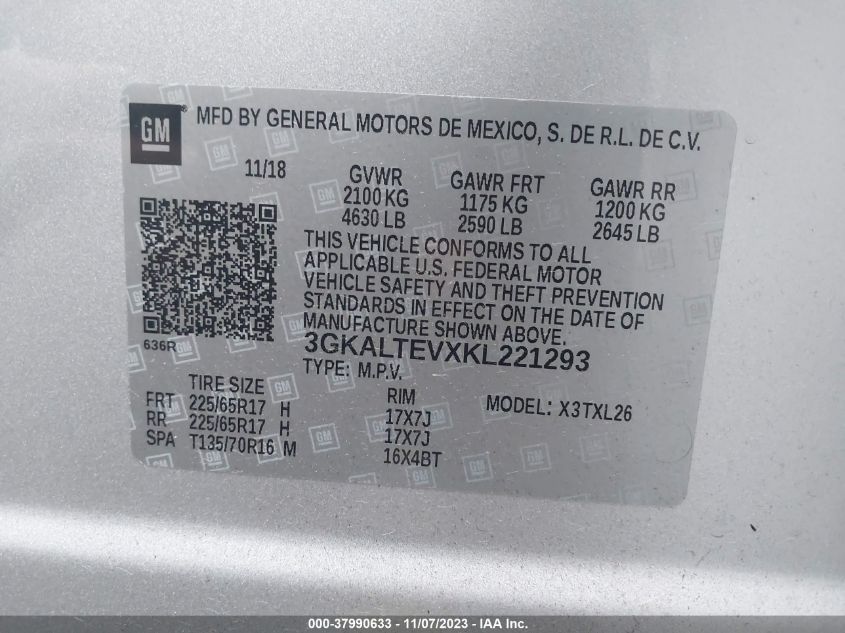 GM
MFD BY GENERAL MOTORS DE MEXICO, S. DE R.L. DE C.V.
11/18 GVWR GAWR FRT GAWR RR
2100 KG 1175 KG 1200 KG
4630 LB 2590 LB 2645 LB
THIS VEHICLE CONFORMS TO ALL
APPLICABLE U.S. FEDERAL MOTOR
VEHICLE SAFETY AND THEFT PREVENTION
STANDARDS IN EFFECT ON THE DATE OF
MANUFACTURE SHOWN ABOVE.
636R 3GKALTEVXKL221293
TYPE: M.P.V.
TIRE SIZE RIM MODEL: X3TXL26
FRT 225/65R17 H 17X7J
RR 225/65R17 H 17X7J
SPA T135/70R16 M 16X4BT
000-37990633 - 11/07/2023 - IAA Inc.